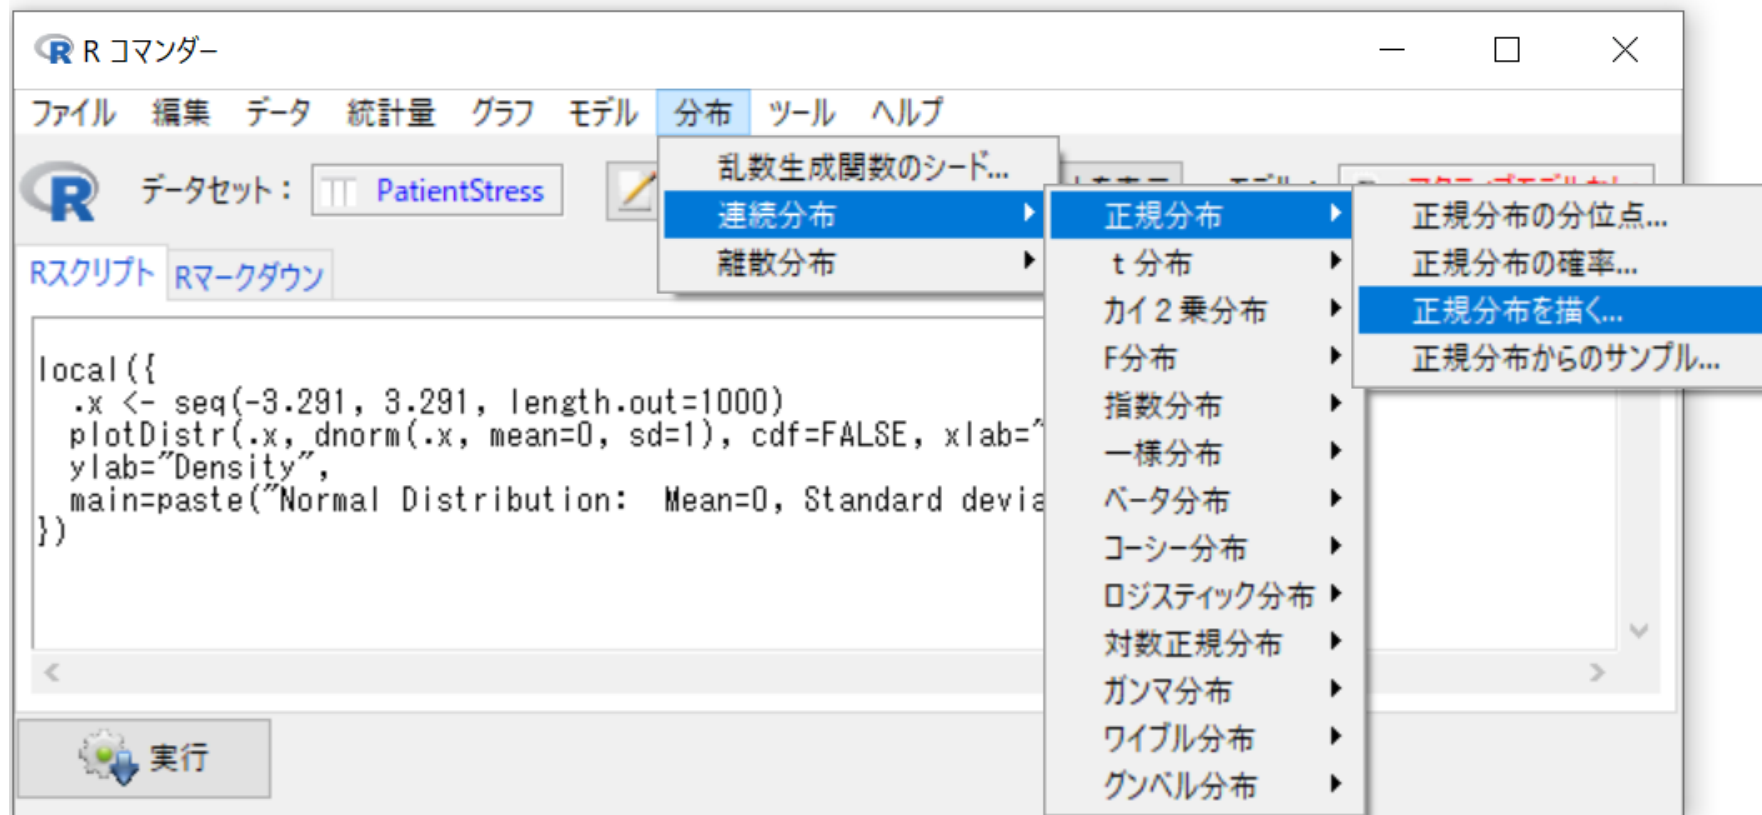 R コマンダー
ファイル 編集 データ 統計量 グラフ モデル 分布 ツール ヘルプ
データセット： PatientStress
乱数生成関数のシード...
連続分布
離散分布
正規分布
t 分布
カイ２乗分布
F分布
指数分布
一様分布
ベータ分布
コーシー分布
ロジスティック分布
対数正規分布
ガンマ分布
ワイブル分布
グンベル分布
正規分布の分位点...
正規分布の確率...
正規分布を描く...
正規分布からのサンプル...
Rスクリプト Rマークダウン
local({
.x <- seq(-3.291, 3.291, length.out=1000)
plotDistr(.x, dnorm(.x, mean=0, sd=1), cdf=FALSE, xlab="
ylab="Density",
main=paste("Normal Distribution:  Mean=0, Standard devia
})
実行